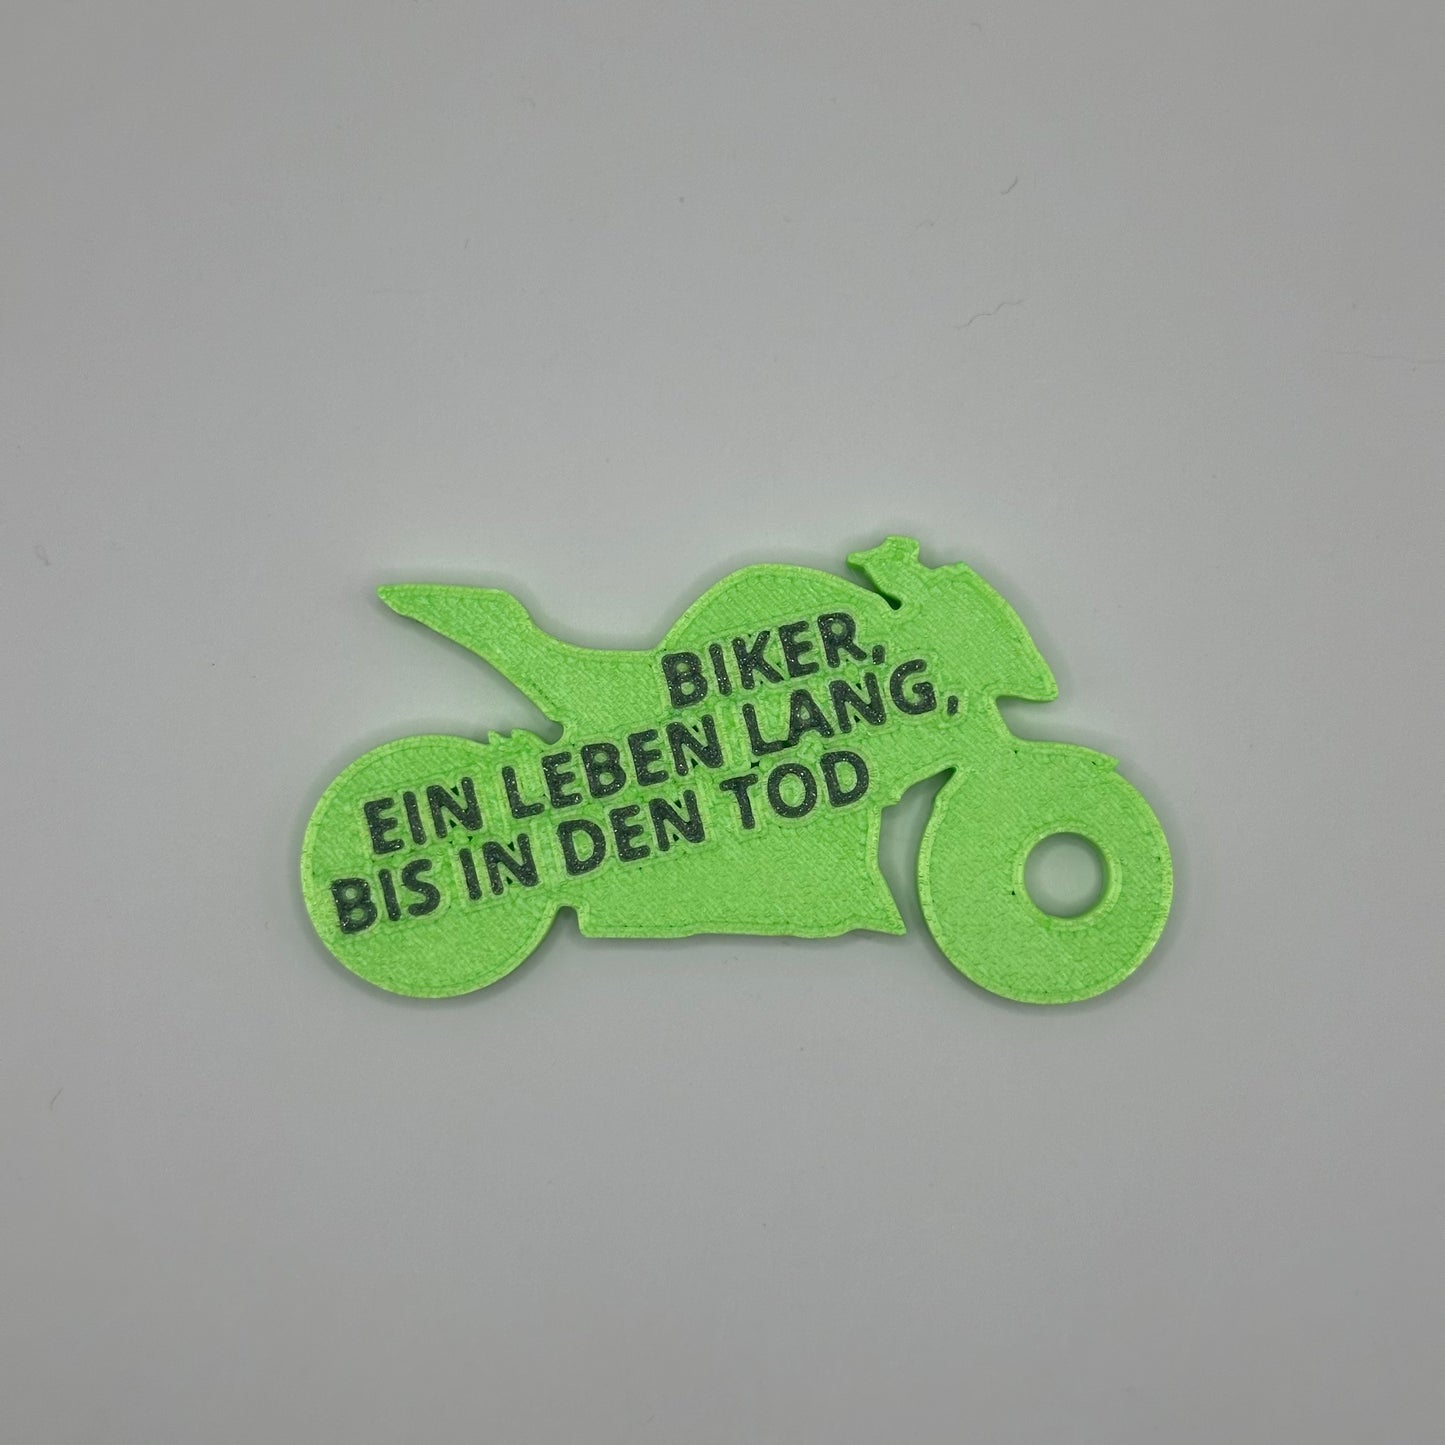 BIKER,
EIN LEBEN LANG,
BIS IN DEN TOD